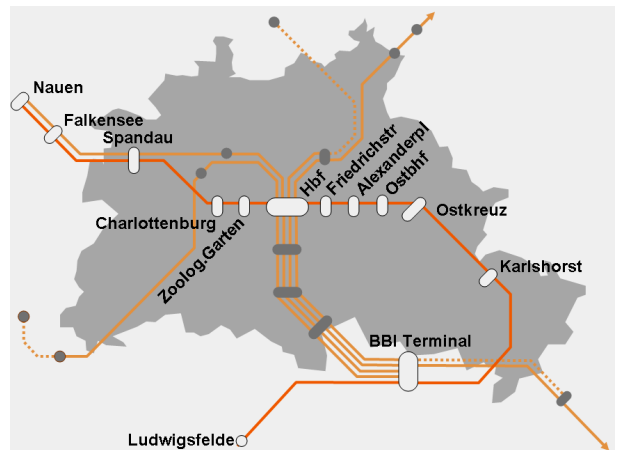 Nauen
Falkensee
Spandau
Charlottenburg
Zoolog.Garten
Hbf
Friedrichstr
Alexanderpl
Ostbhf
Ostkreuz
Karlshorst
BBI Terminal
Ludwigsfelde